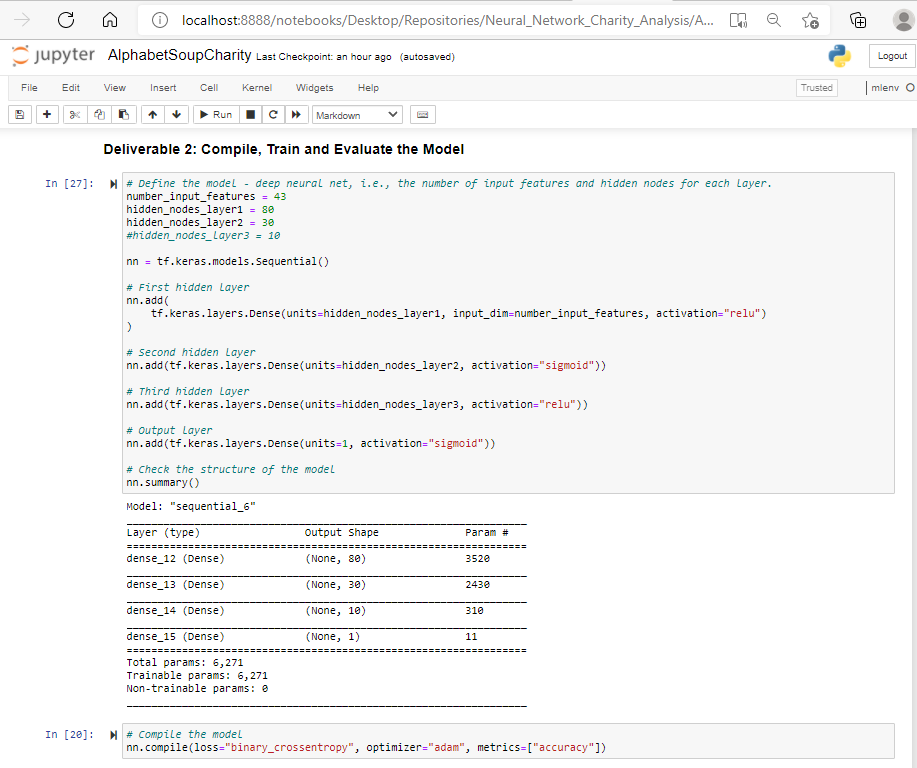 localhost:8888/notebooks/Desktop/Repositories/Neural_Network_Charity_Analysis/A...
jupyter AlphabetSoupCharity Last Checkpoint: an hour ago (autosaved)
Logout
File Edit View Insert Cell Kernel Widgets Help
Trusted
mlenv
Run
Markdown
Deliverable 2: Compile, Train and Evaluate the Model
In [27]:
# Define the model - deep neural net, i.e., the number of input features and hidden nodes for each layer.
number_input_features = 43
hidden_nodes_layer1 = 80
hidden_nodes_layer2 = 30
#hidden_nodes_layer3 = 10
nn = tf.keras.models.Sequential()
# First hidden layer
nn.add(
    tf.keras.layers.Dense(units=hidden_nodes_layer1, input_dim=number_input_features, activation="relu")
)
# Second hidden layer
nn.add(tf.keras.layers.Dense(units=hidden_nodes_layer2, activation="sigmoid"))
# Third hidden layer
nn.add(tf.keras.layers.Dense(units=hidden_nodes_layer3, activation="relu"))
# Output layer
nn.add(tf.keras.layers.Dense(units=1, activation="sigmoid"))
# Check the structure of the model
nn.summary()
Model: "sequential_6"
Layer (type) Output Shape Param #
dense_12 (Dense) (None, 80) 3520
dense_13 (Dense) (None, 30) 2430
dense_14 (Dense) (None, 10) 310
dense_15 (Dense) (None, 1) 11
Total params: 6,271
Trainable params: 6,271
Non-trainable params: 0
In [20]:
# Compile the model
nn.compile(loss="binary_crossentropy", optimizer="adam", metrics=["accuracy"])